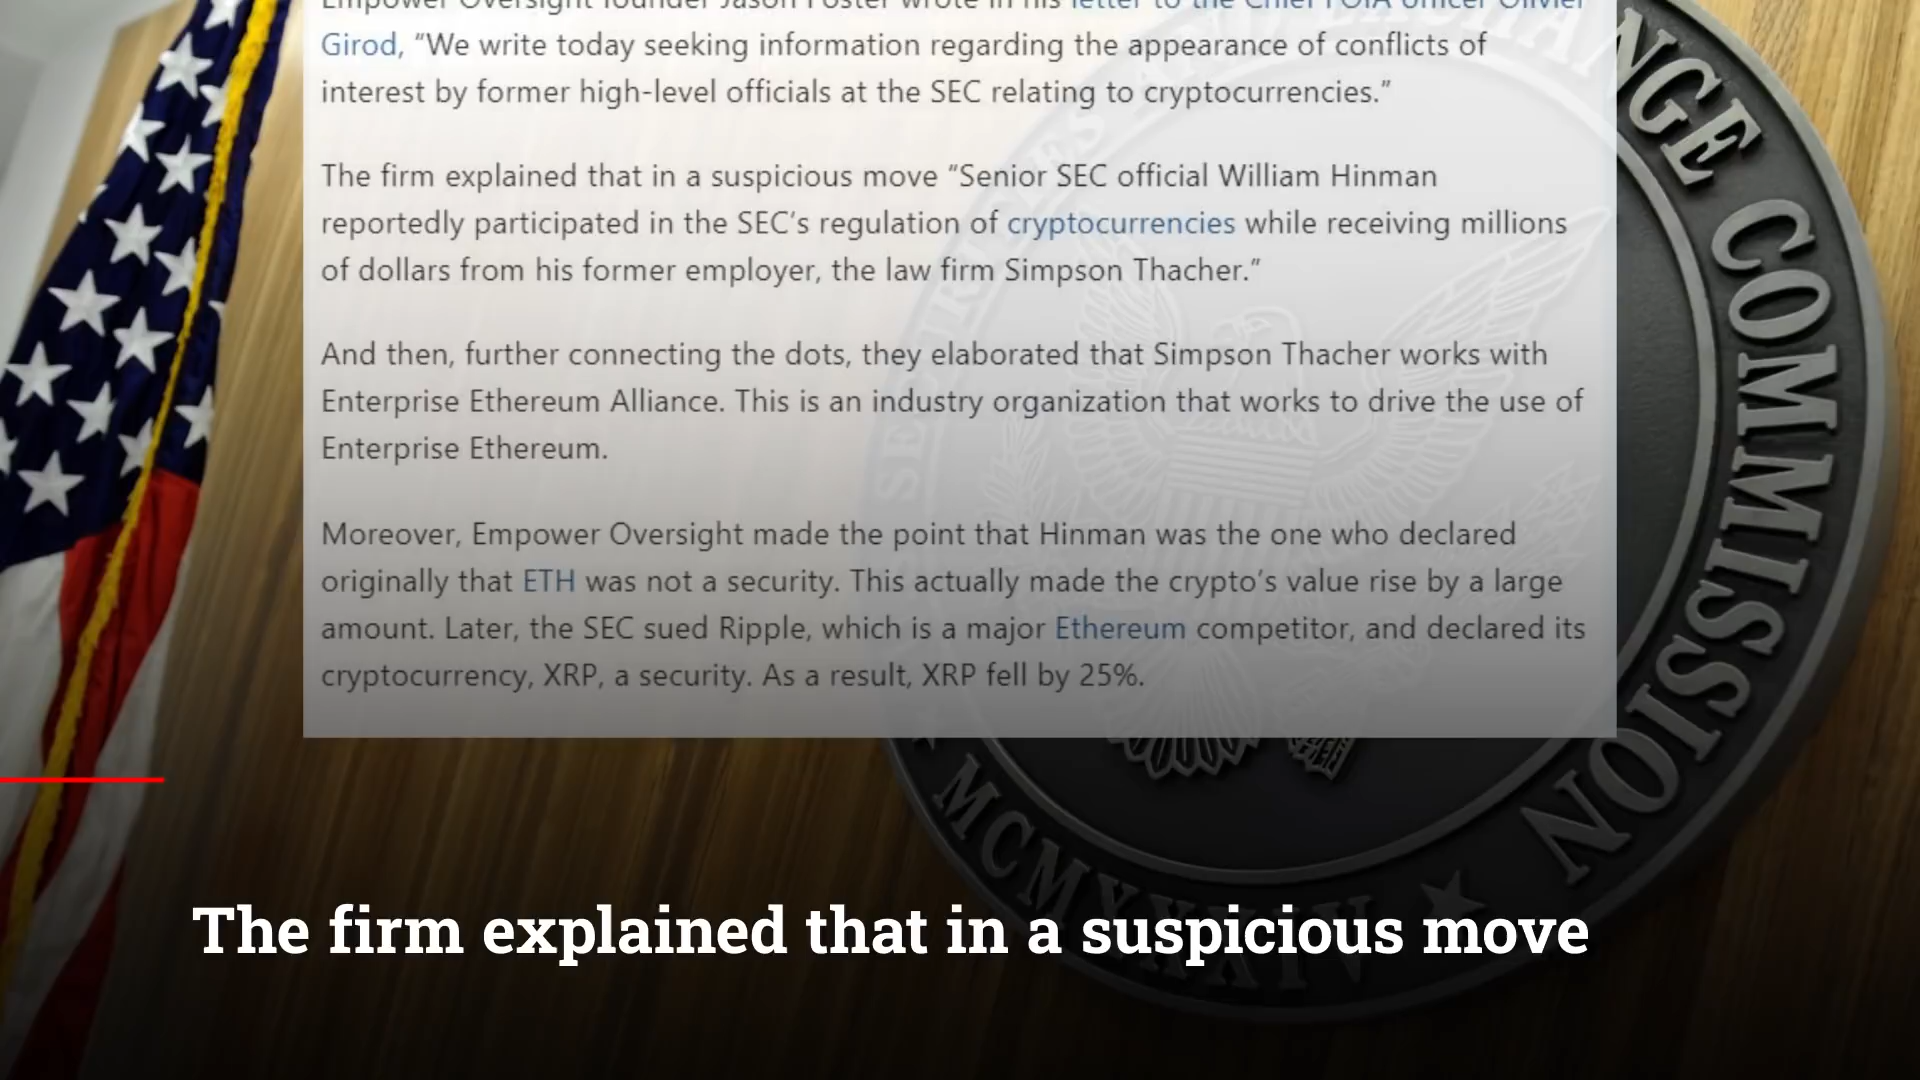 Empower Oversight founder Jason Foster wrote in his letter to the Chief FOIA Officer Olivier
Girod, “We write today seeking information regarding the appearance of conflicts of
interest by former high-level officials at the SEC relating to cryptocurrencies.”
The firm explained that in a suspicious move “Senior SEC official William Hinman
reportedly participated in the SEC’s regulation of cryptocurrencies while receiving millions
of dollars from his former employer, the law firm Simpson Thacher.”
And then, further connecting the dots, they elaborated that Simpson Thacher works with
Enterprise Ethereum Alliance. This is an industry organization that works to drive the use of
Enterprise Ethereum.
Moreover, Empower Oversight made the point that Hinman was the one who declared
originally that ETH was not a security. This actually made the crypto’s value rise by a large
amount. Later, the SEC sued Ripple, which is a major Ethereum competitor, and declared its
cryptocurrency, XRP, a security. As a result, XRP fell by 25%.
NGE COMMISSION
MCMXXXIV
The firm explained that in a suspicious move